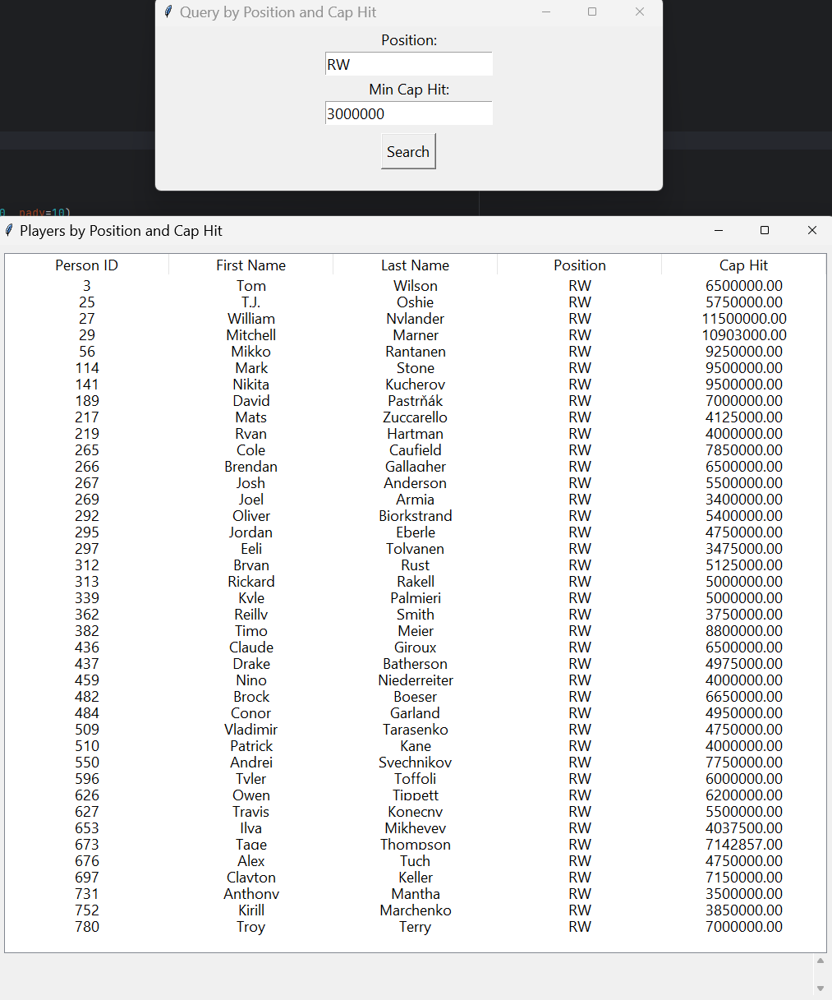 Query by Position and Cap Hit
Position:
RW
Min Cap Hit:
3000000
Search
0, pady=10)
Players by Position and Cap Hit
Person ID First Name Last Name Position Cap Hit
3 Tom Wilson RW 6500000.00
25 T.J. Oshie RW 5750000.00
27 William Nylander RW 11500000.00
29 Mitchell Marner RW 10903000.00
56 Mikko Rantanen RW 9250000.00
114 Mark Stone RW 9500000.00
141 Nikita Kucherov RW 9500000.00
189 David Pastrňák RW 7000000.00
217 Mats Zuccarello RW 4125000.00
219 Ryan Hartman RW 4000000.00
265 Cole Caufield RW 7850000.00
266 Brendan Gallagher RW 6500000.00
267 Josh Anderson RW 5500000.00
269 Joel Armia RW 3400000.00
292 Oliver Bjorkstrand RW 5400000.00
295 Jordan Eberle RW 4750000.00
297 Eeli Tolvanen RW 3475000.00
312 Bryan Rust RW 5125000.00
313 Rickard Rakell RW 5000000.00
339 Kyle Palmieri RW 5000000.00
362 Reilly Smith RW 3750000.00
382 Timo Meier RW 8800000.00
436 Claude Giroux RW 6500000.00
437 Drake Batherson RW 4975000.00
459 Nino Niederreiter RW 4000000.00
482 Brock Boeser RW 6650000.00
484 Conor Garland RW 4950000.00
509 Vladimir Tarasenko RW 4750000.00
510 Patrick Kane RW 4000000.00
550 Andrei Svechnikov RW 7750000.00
596 Tyler Toffoli RW 6000000.00
626 Owen Tippett RW 6200000.00
627 Travis Konecny RW 5500000.00
653 Ilya Mikheyev RW 4037500.00
673 Tage Thompson RW 7142857.00
676 Alex Tuch RW 4750000.00
697 Clayton Keller RW 7150000.00
731 Anthony Mantha RW 3500000.00
752 Kirill Marchenko RW 3850000.00
780 Troy Terry RW 7000000.00